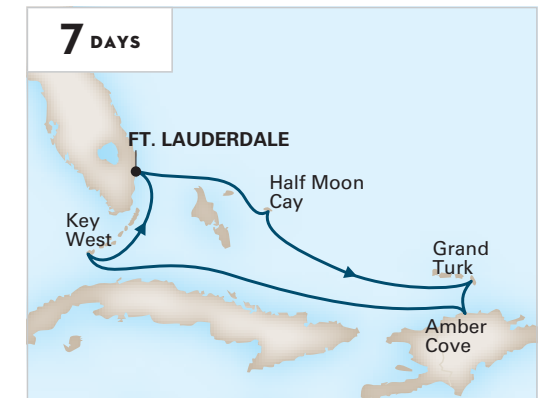 7 DAYS
FT. LAUDERDALE
Half Moon
Cay
Key
West
Grand
Turk
Amber
Cove